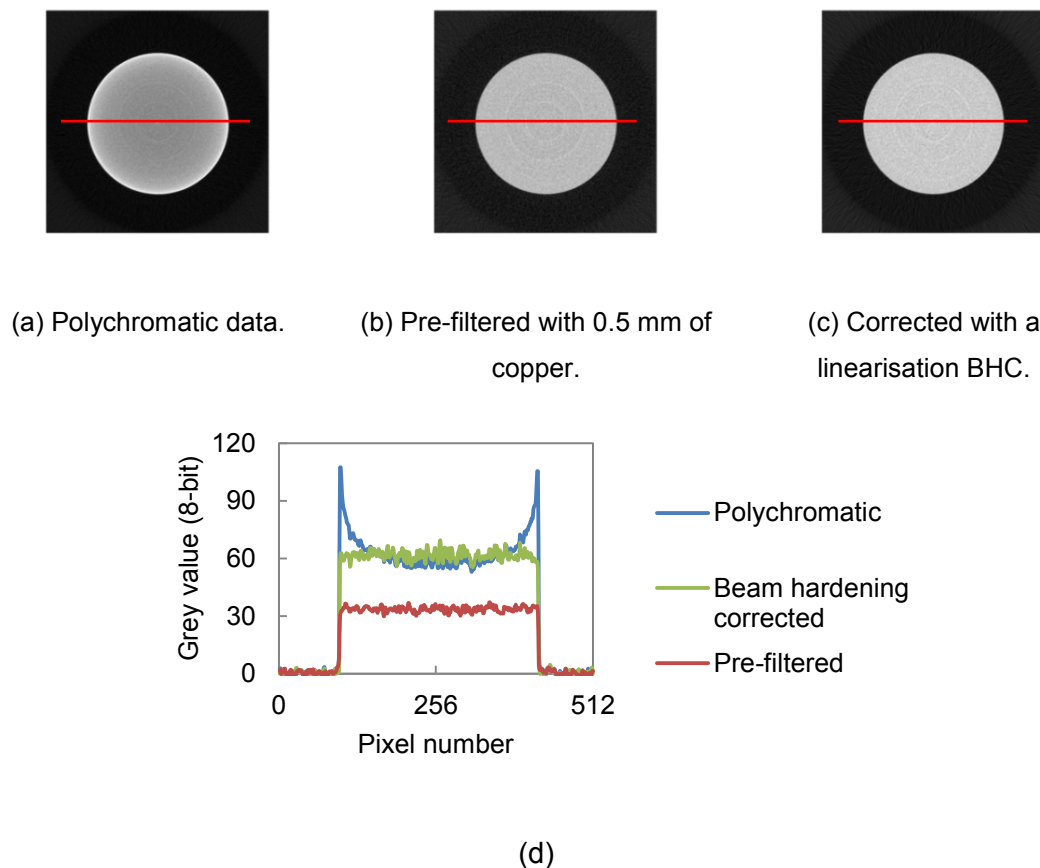 (a) Polychromatic data.
(b) Pre-filtered with 0.5 mm of
copper.
(c) Corrected with a
linearisation BHC.
Grey value (8-bit)
120
90
60
30
0
0
256
512
Pixel number
Polychromatic
Beam hardening
corrected
Pre-filtered
(d)